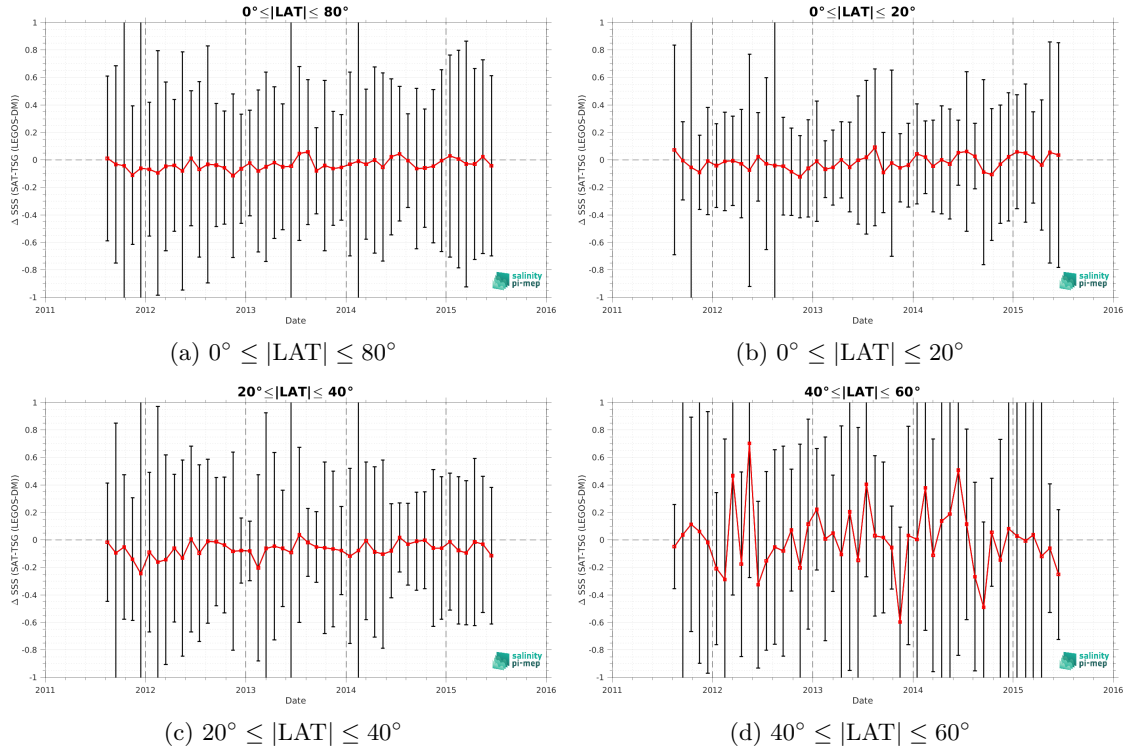 0°≤|LAT|≤ 80°
Δ SSS (SAT-TSG (LEGOS-DM))
1
0.8
0.6
0.4
0.2
0
-0.2
-0.4
-0.6
-0.8
-1
2011
2012
2013
2014
2015
2016
Date
salinity
pi-mep
(a) 0° ≤ |LAT| ≤ 80°
0°≤|LAT|≤ 20°
Δ SSS (SAT-TSG (LEGOS-DM))
1
0.8
0.6
0.4
0.2
0
-0.2
-0.4
-0.6
-0.8
-1
2011
2012
2013
2014
2015
2016
Date
salinity
pi-mep
(b) 0° ≤ |LAT| ≤ 20°
20°≤|LAT|≤ 40°
Δ SSS (SAT-TSG (LEGOS-DM))
1
0.8
0.6
0.4
0.2
0
-0.2
-0.4
-0.6
-0.8
-1
2011
2012
2013
2014
2015
2016
Date
salinity
pi-mep
(c) 20° ≤ |LAT| ≤ 40°
40°≤|LAT|≤ 60°
Δ SSS (SAT-TSG (LEGOS-DM))
1
0.8
0.6
0.4
0.2
0
-0.2
-0.4
-0.6
-0.8
-1
2011
2012
2013
2014
2015
2016
Date
salinity
pi-mep
(d) 40° ≤ |LAT| ≤ 60°